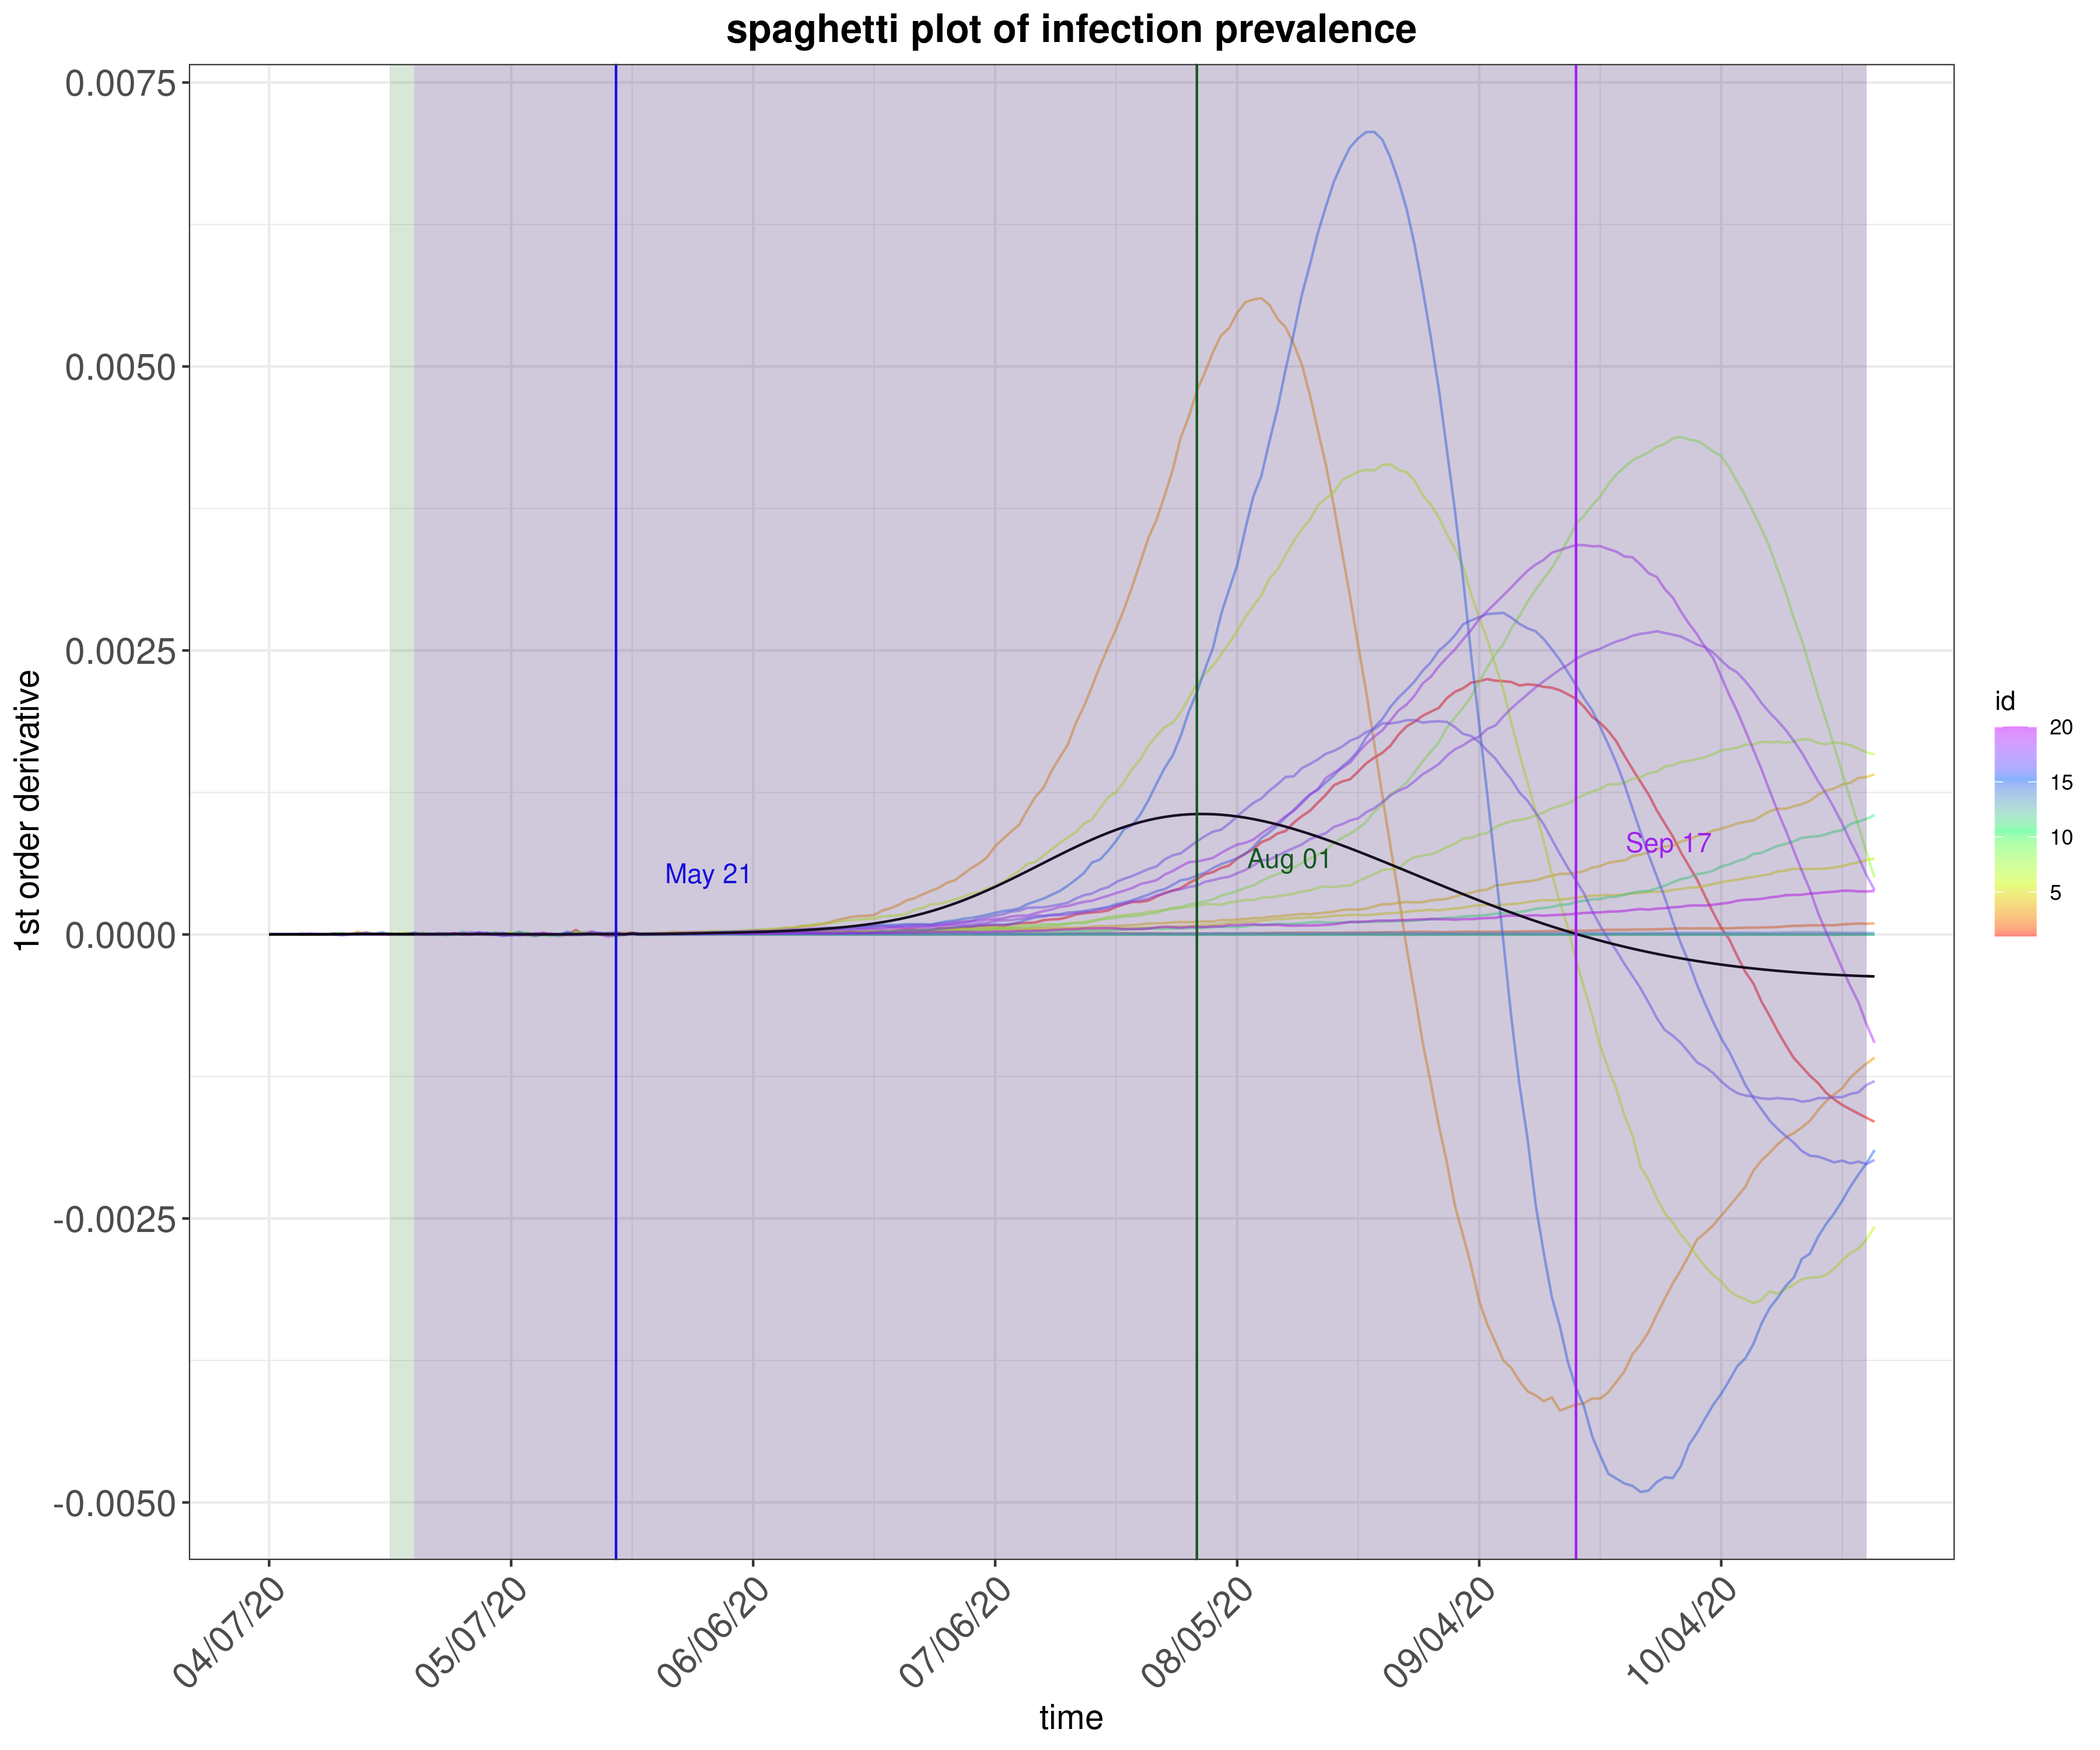 spaghetti plot of infection prevalence
0.0075
0.0050
0.0025
0.0000
-0.0025
-0.0050
1st order derivative
May 21
Aug 01
Sep 17
id
20
15
10
5
04/07/20
05/07/20
06/06/20
07/06/20
08/05/20
09/04/20
10/04/20
time